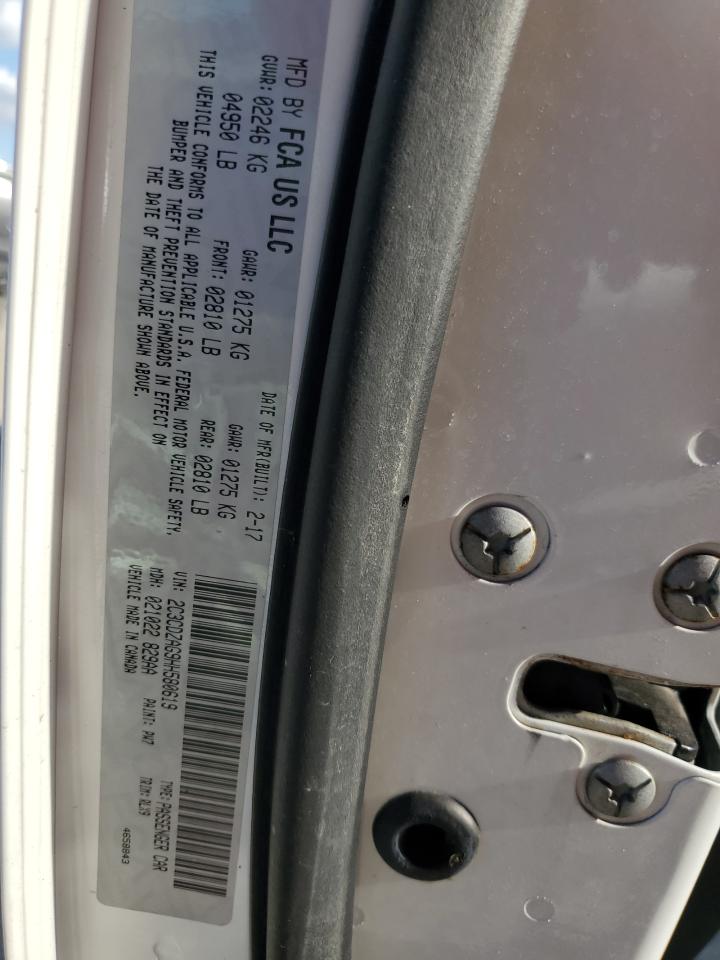 MFD BY FCA US LLC
DATE OF MFR(BUILT): 2-17
GVWR: 02246 KG GAWR: 01275 KG GAWR: 01275 KG
04950 LB FRONT: 02810 LB REAR: 02810 LB
THIS VEHICLE CONFORMS TO ALL APPLICABLE U.S.A. FEDERAL MOTOR VEHICLE SAFETY,
BUMPER AND THEFT PREVENTION STANDARDS IN EFFECT ON
THE DATE OF MANUFACTURE SHOWN ABOVE.
VIN: 2C3CDZAG9HH580619 TYPE: PASSENGER CAR
MDH: 021022 829AA PAINT: PW7 TRIM: RLX9
VEHICLE MADE IN CANADA 4658843